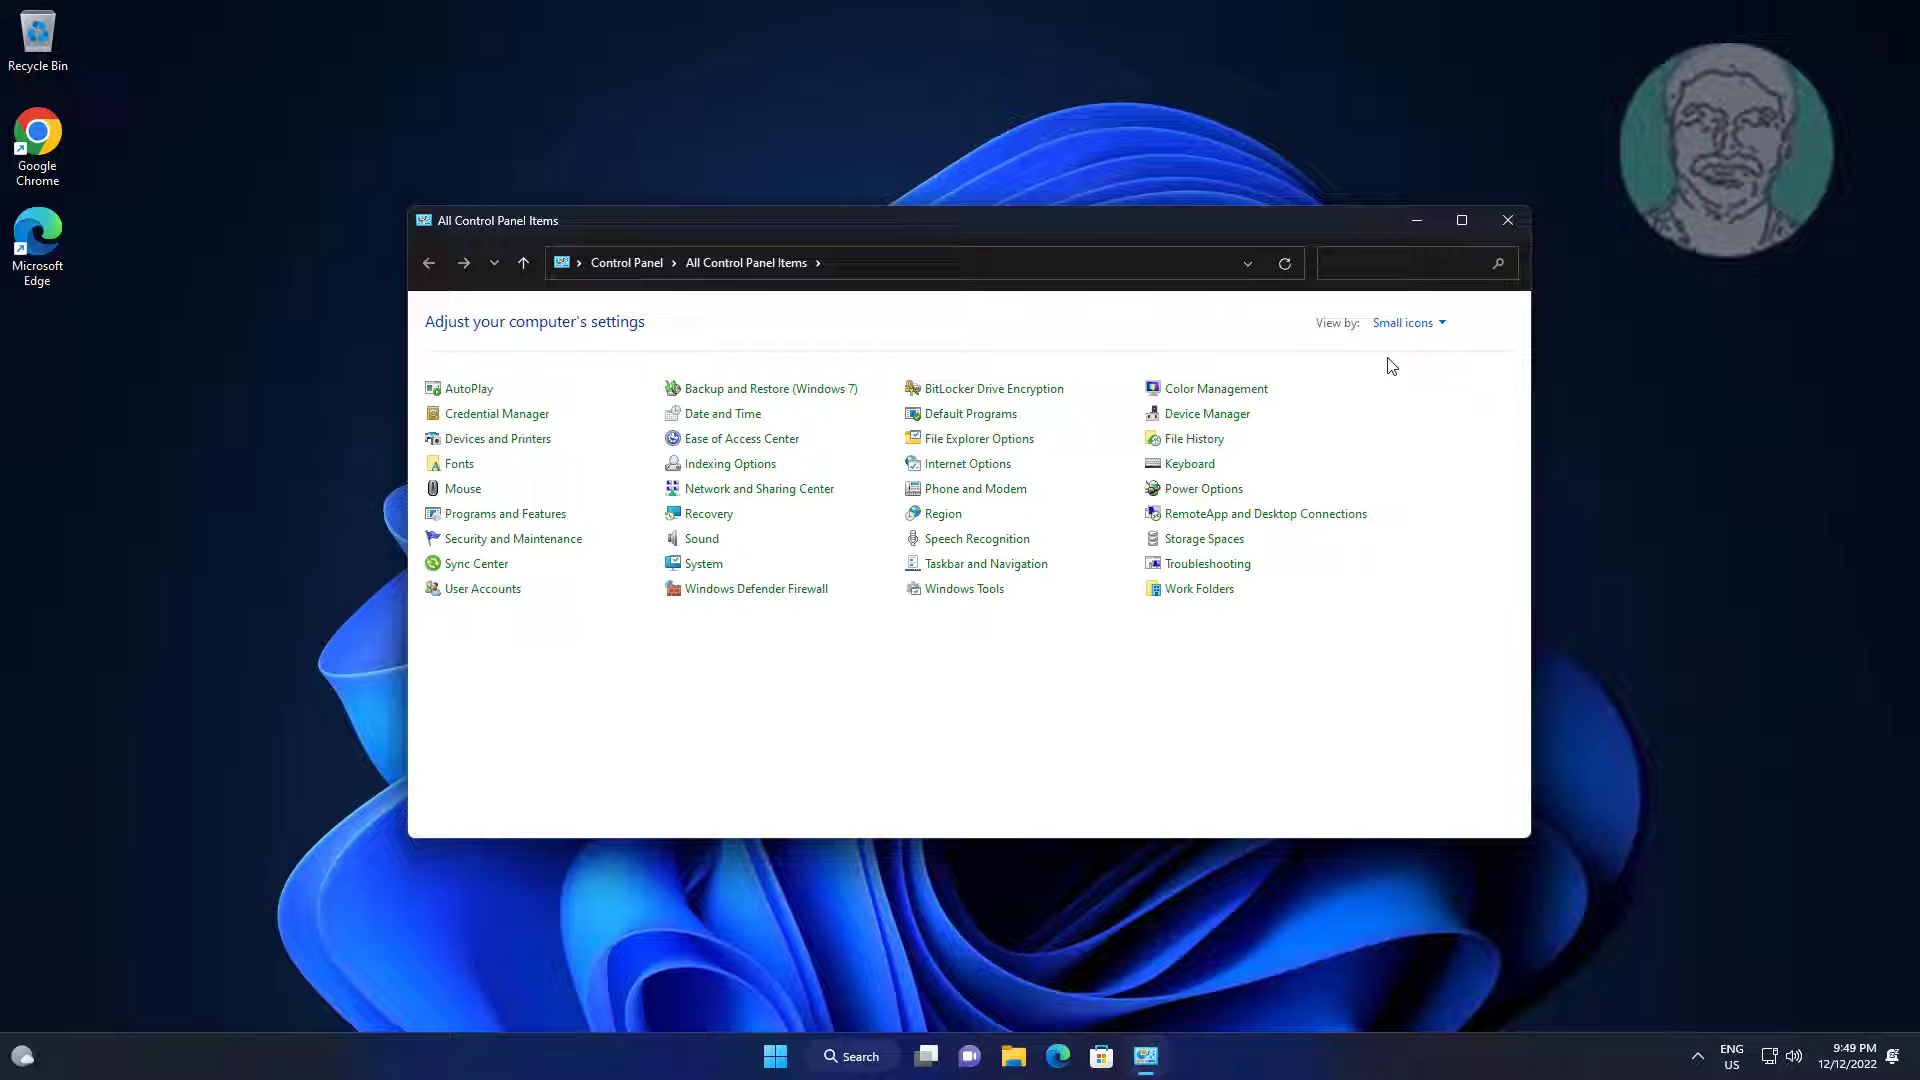 Recycle Bin
Google
Chrome
Microsoft
Edge
All Control Panel Items
Control Panel All Control Panel Items
Adjust your computer's settings
View by: Small icons
AutoPlay Backup and Restore (Windows 7) BitLocker Drive Encryption Color Management
Credential Manager Date and Time Default Programs Device Manager
Devices and Printers Ease of Access Center File Explorer Options File History
Fonts Indexing Options Internet Options Keyboard
Mouse Network and Sharing Center Phone and Modem Power Options
Programs and Features Recovery Region RemoteApp and Desktop Connections
Security and Maintenance Sound Speech Recognition Storage Spaces
Sync Center System Taskbar and Navigation Troubleshooting
User Accounts Windows Defender Firewall Windows Tools Work Folders
Search
ENG
US
9:49 PM
12/12/2022